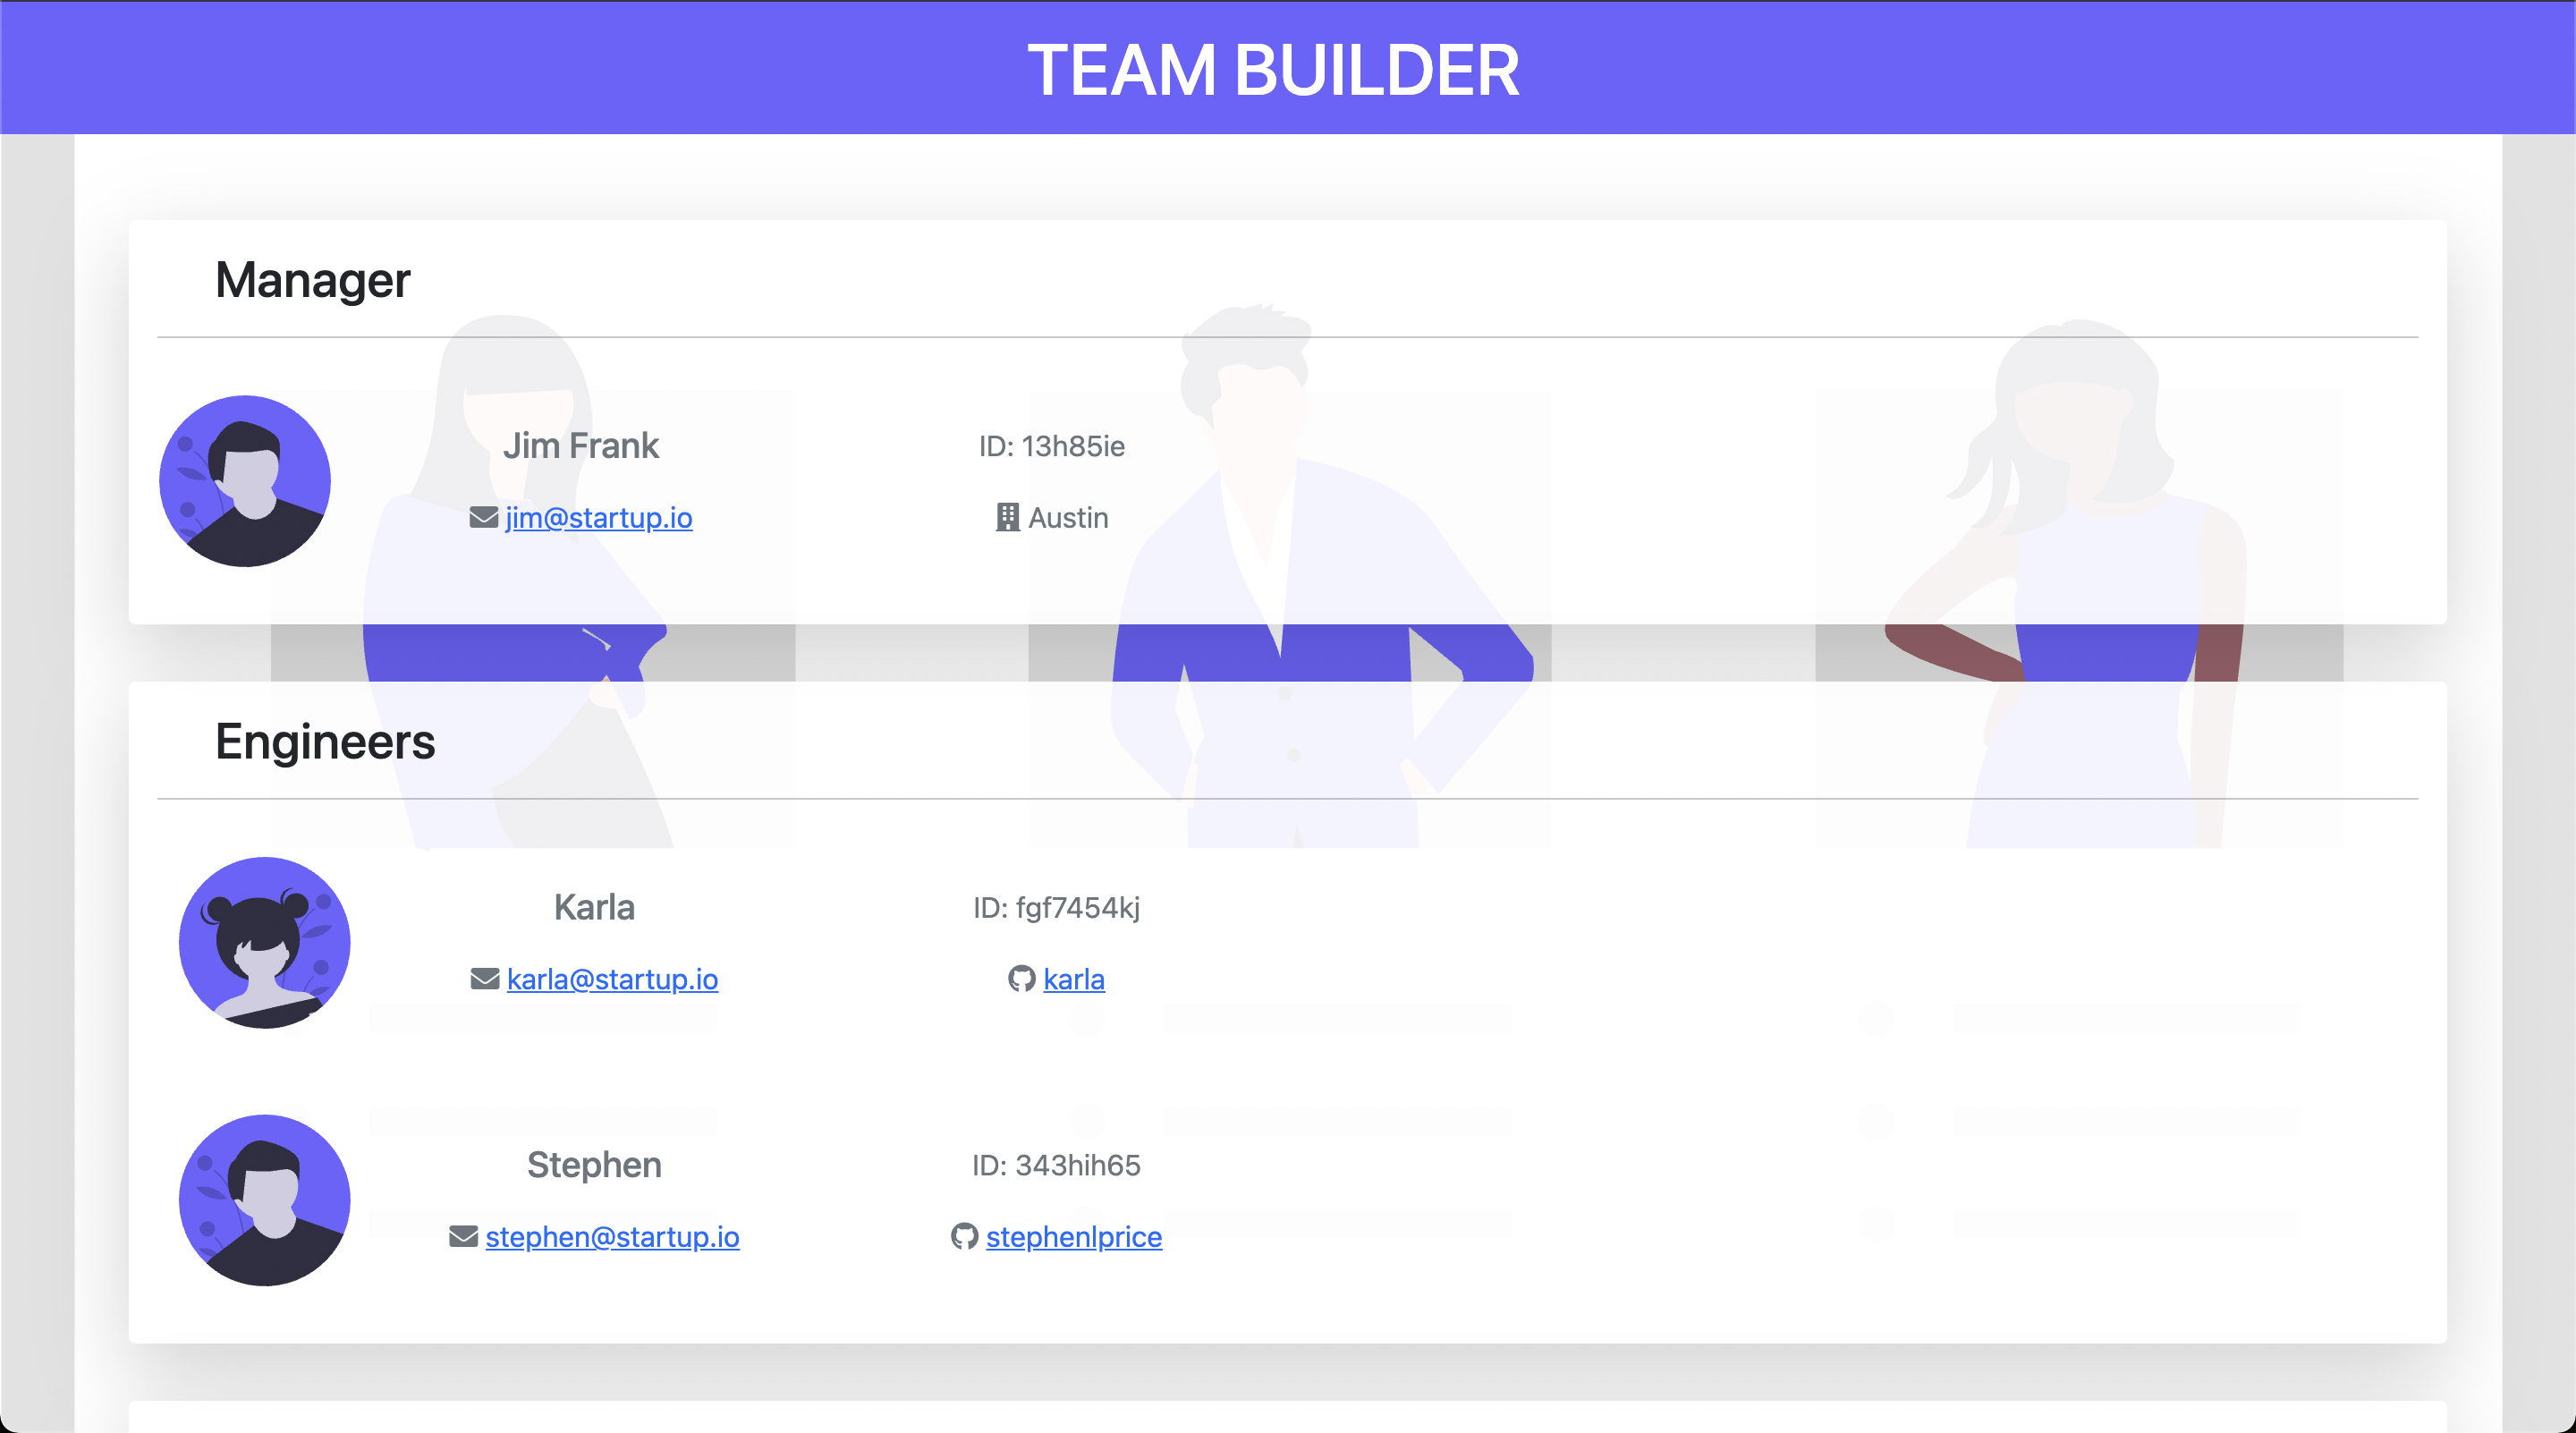 TEAM BUILDER
Manager
Jim Frank
ID: 13h85ie
jim@startup.io
Austin
Engineers
Karla
ID: fgf7454kj
karla@startup.io
karla
Stephen
ID: 343hih65
stephen@startup.io
stephenlprice